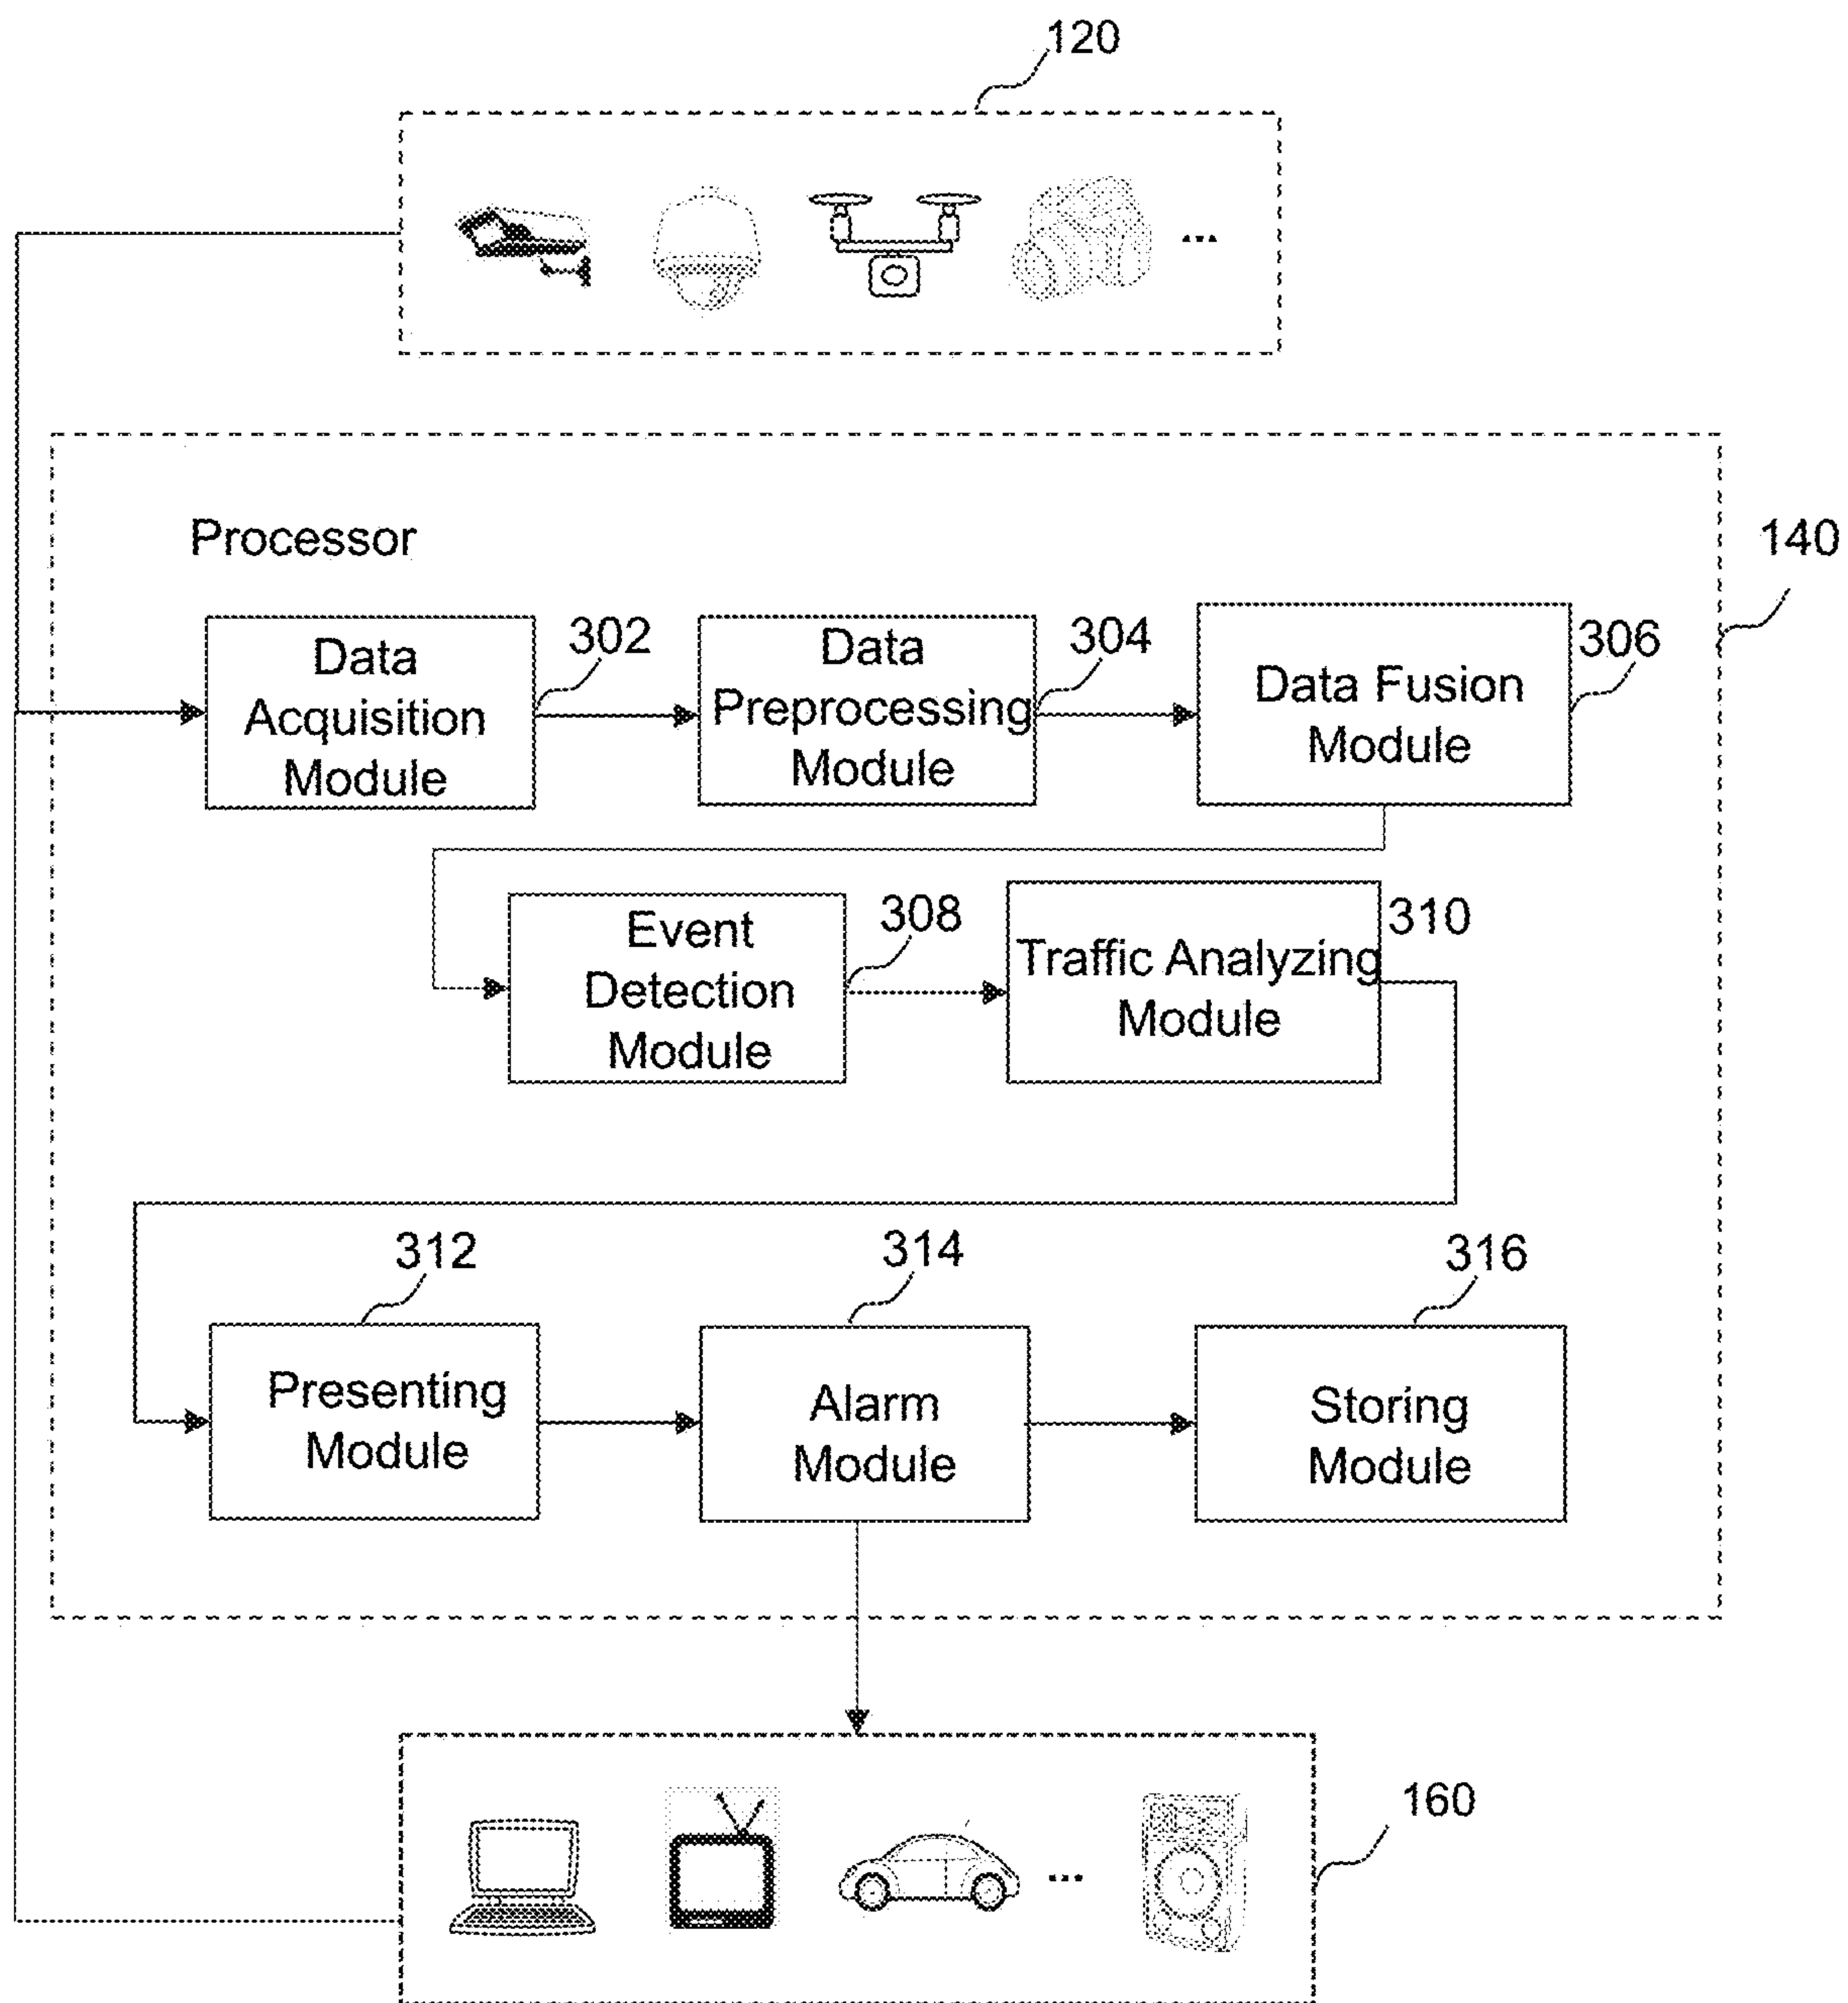 120
Processor
140
Data
Acquisition
Module
302
Data
Preprocessing
Module
304
Data Fusion
Module
306
Event
Detection
Module
308
Traffic Analyzing
Module
310
312
Presenting
Module
314
Alarm
Module
316
Storing
Module
160